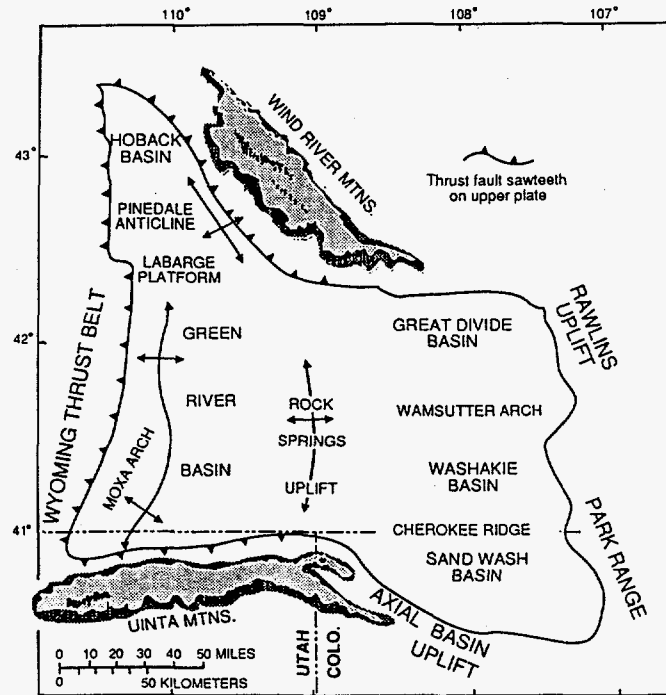 110° 109° 108° 107°
43°
42°
41°
HOBACK
BASIN
WIND RIVER MTNS.
Thrust fault sawteeth
on upper plate
PINEDALE
ANTICLINE
LABARGE
PLATFORM
WYOMING THRUST BELT
GREEN
RIVER
BASIN
MOXA ARCH
ROCK
SPRINGS
UPLIFT
GREAT DIVIDE
BASIN
RAWLINS
UPLIFT
WAMSUTTER ARCH
WASHAKIE
BASIN
CHEROKEE RIDGE
SAND WASH
BASIN
PARK RANGE
AXIAL BASIN
UPLIFT
UINTA MTNS.
UTAH
COLO.
0 10 20 30 40 50 MILES
0 50 KILOMETERS